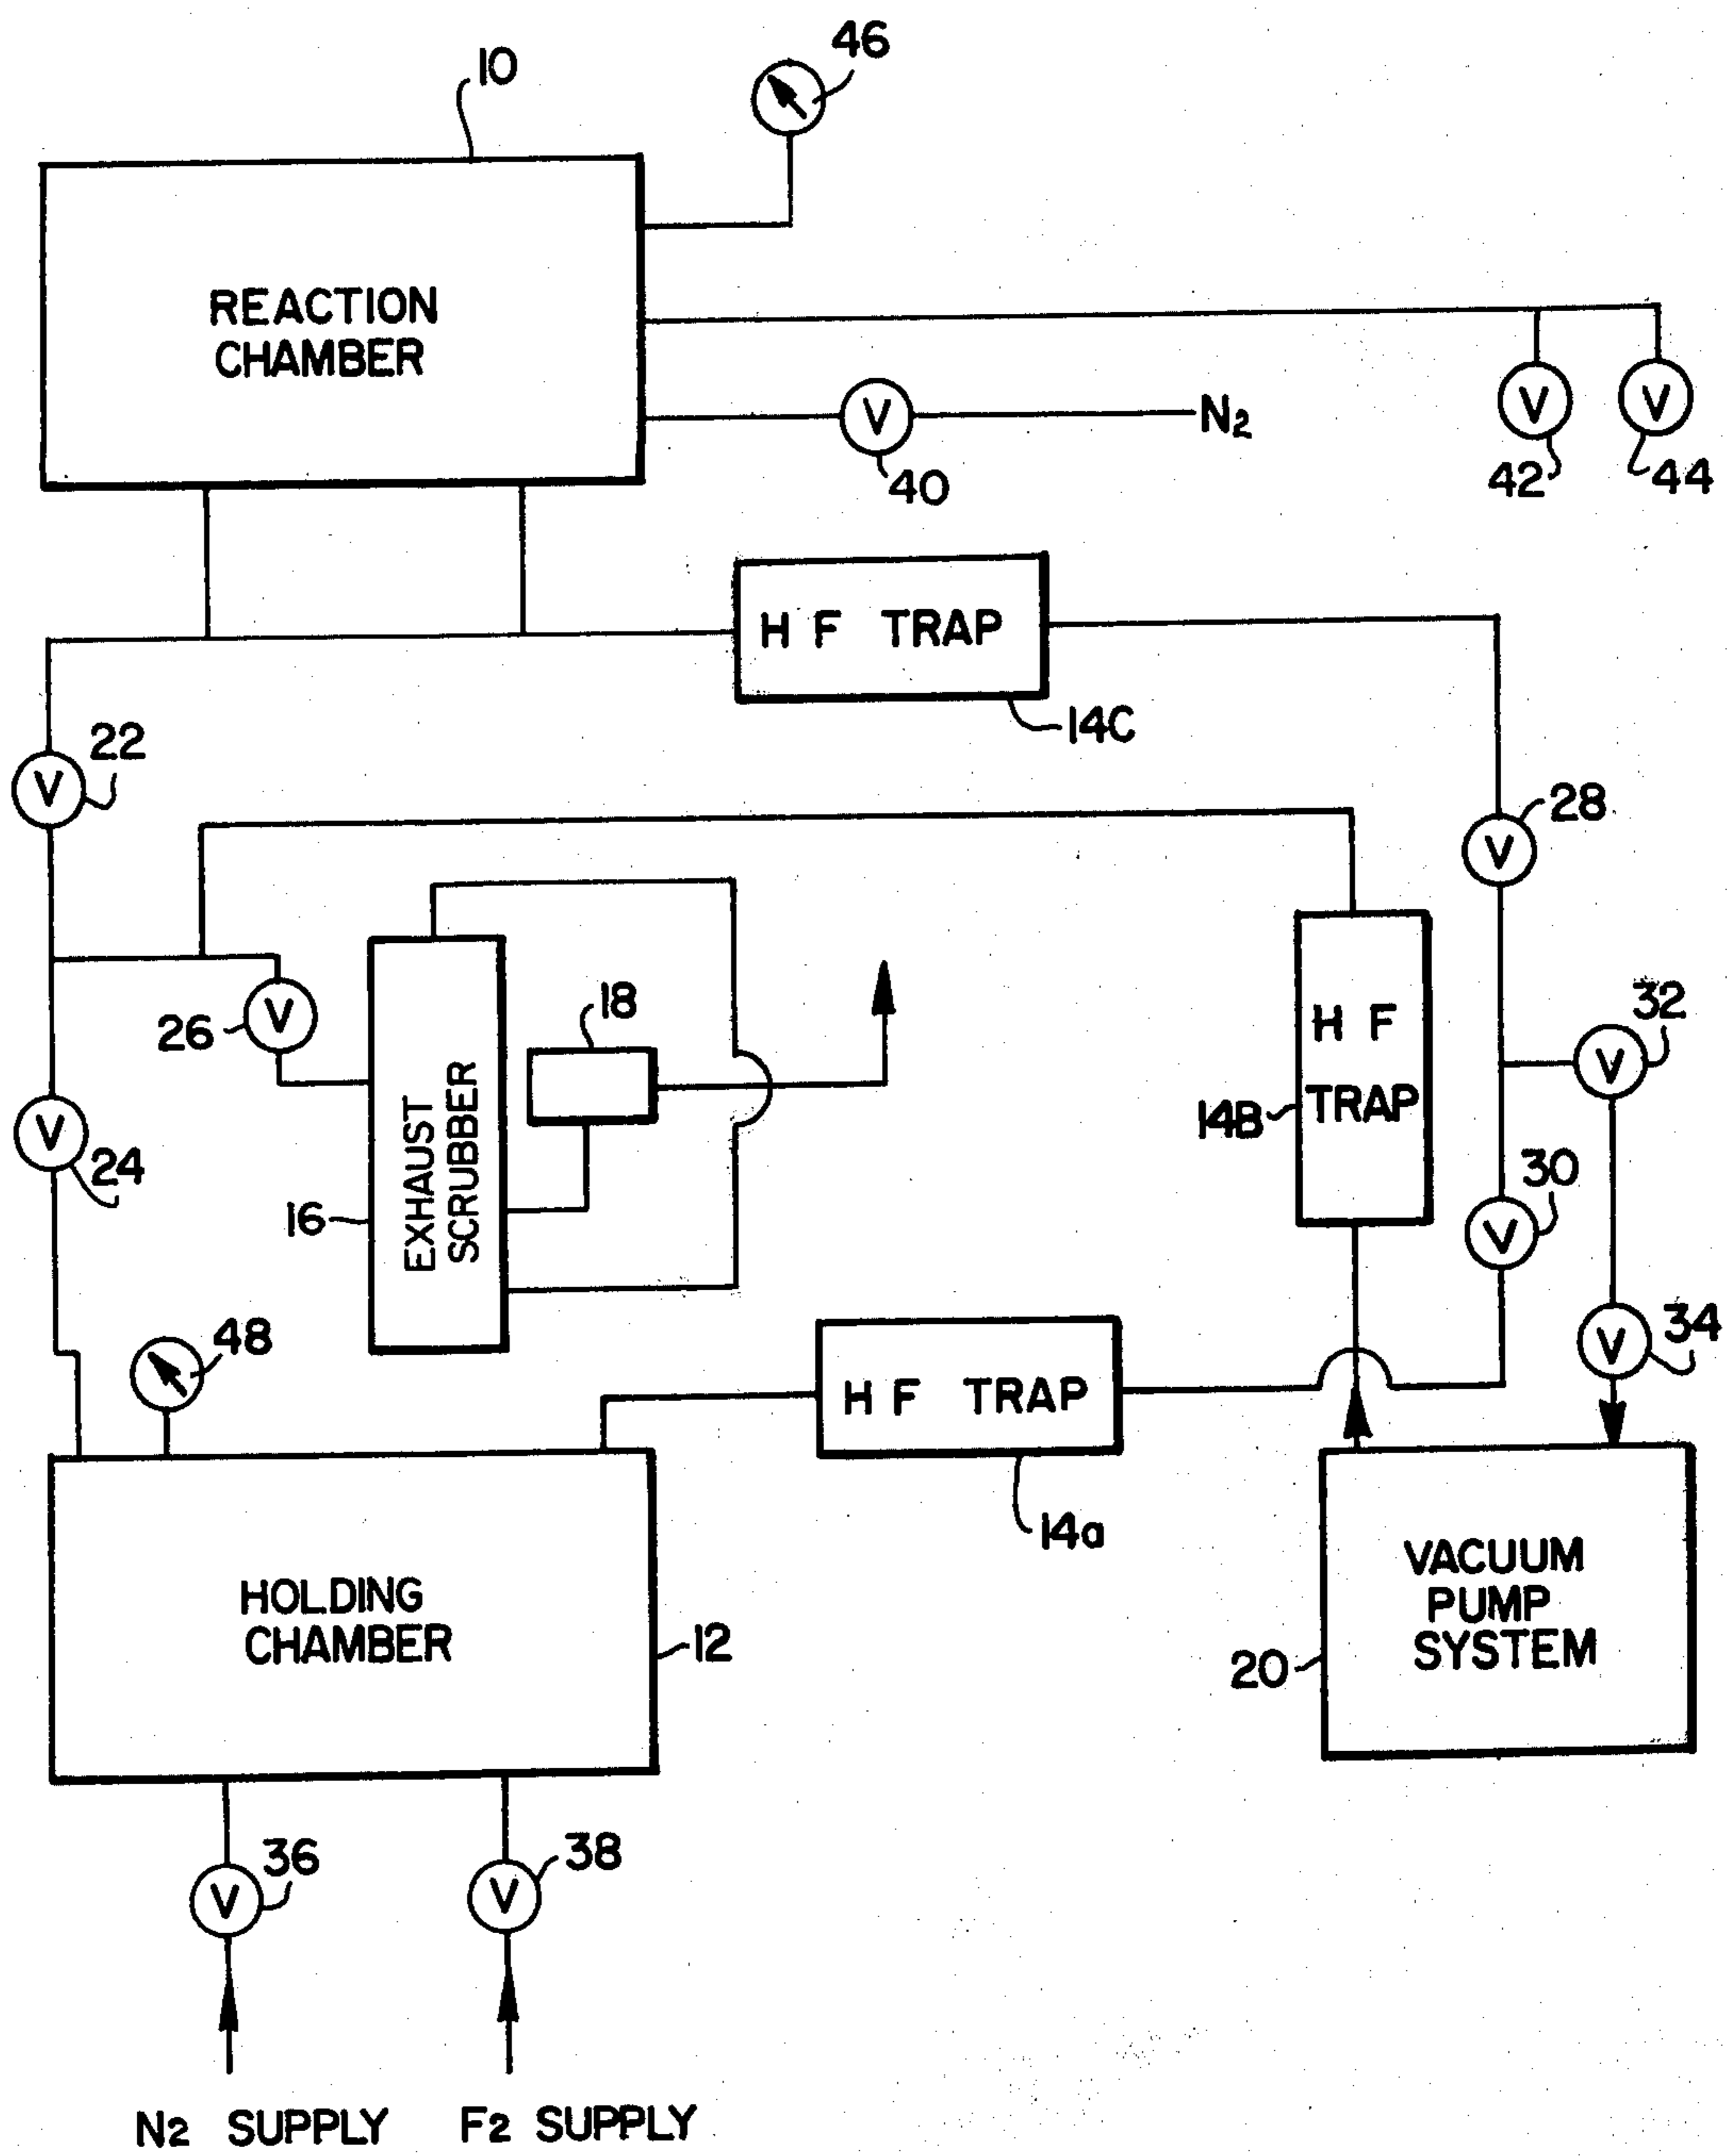 46
10
REACTION
CHAMBER
V
N2
40
V
V
42
44
H F TRAP
14C
22
V
28
V
V
26
18
32
V
H F
TRAP
14B
EXHAUST
SCRUBBER
16
V
24
30
V
48
34
V
H F TRAP
14a
HOLDING
CHAMBER
12
VACUUM
PUMP
SYSTEM
20
36
V
38
V
N2 SUPPLY
F2 SUPPLY